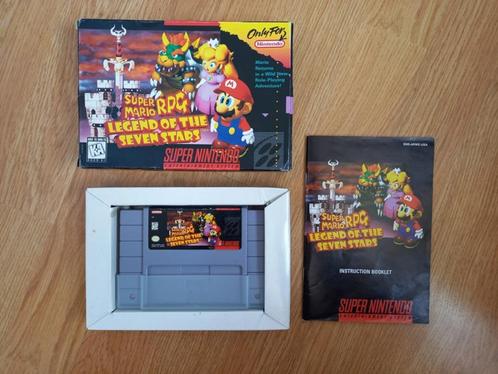 Only For
Nintendo
Mario
Returns
in a Wild New
Role-Playing
Adventure!
SUPER
MARIO RPG
LEGEND OF THE
SEVEN STARS
KA
SUPER NINTENDO
ENTERTAINMENT SYSTEM
SUPER
MARIO RPG
LEGEND OF THE
SEVEN STARS
SUPER
MARIO RPG
LEGEND OF THE
SEVEN STARS
INSTRUCTION BOOKLET
SUPER NINTENDO
ENTERTAINMENT SYSTEM